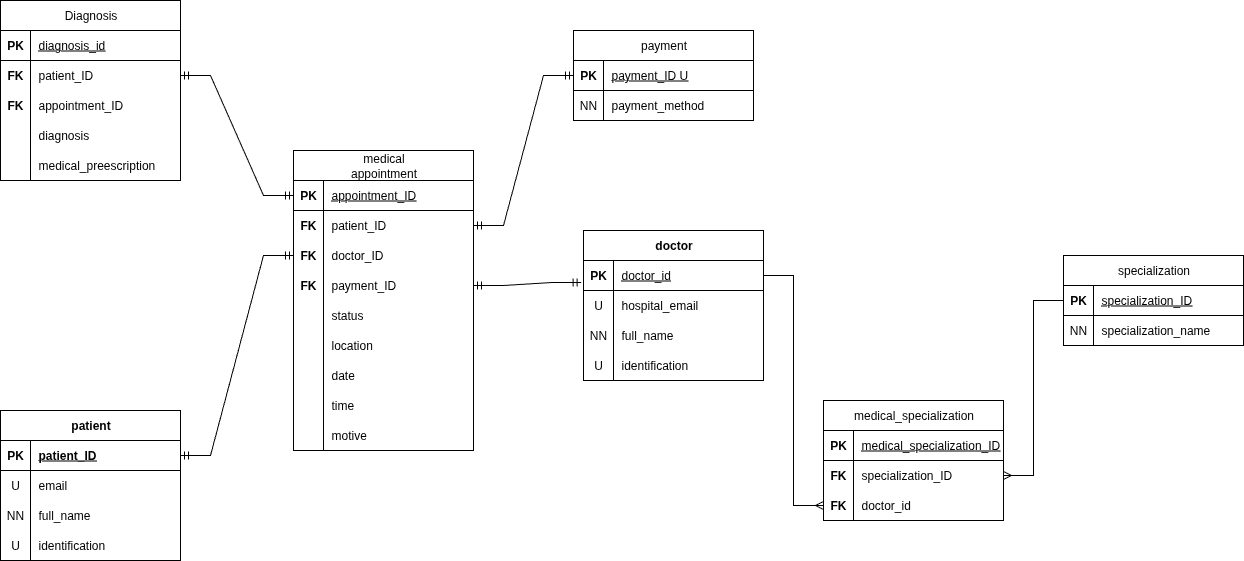 Diagnosis
PK diagnosis_id
FK patient_ID
FK appointment_ID
diagnosis
medical_preescription
payment
PK payment_ID U
NN payment_method
medical
appointment
PK appointment_ID
FK patient_ID
FK doctor_ID
FK payment_ID
status
location
date
time
motive
doctor
PK doctor_id
U hospital_email
NN full_name
U identification
specialization
PK specialization_ID
NN specialization_name
patient
PK patient_ID
U email
NN full_name
U identification
medical_specialization
PK medical_specialization_ID
FK specialization_ID
FK doctor_id